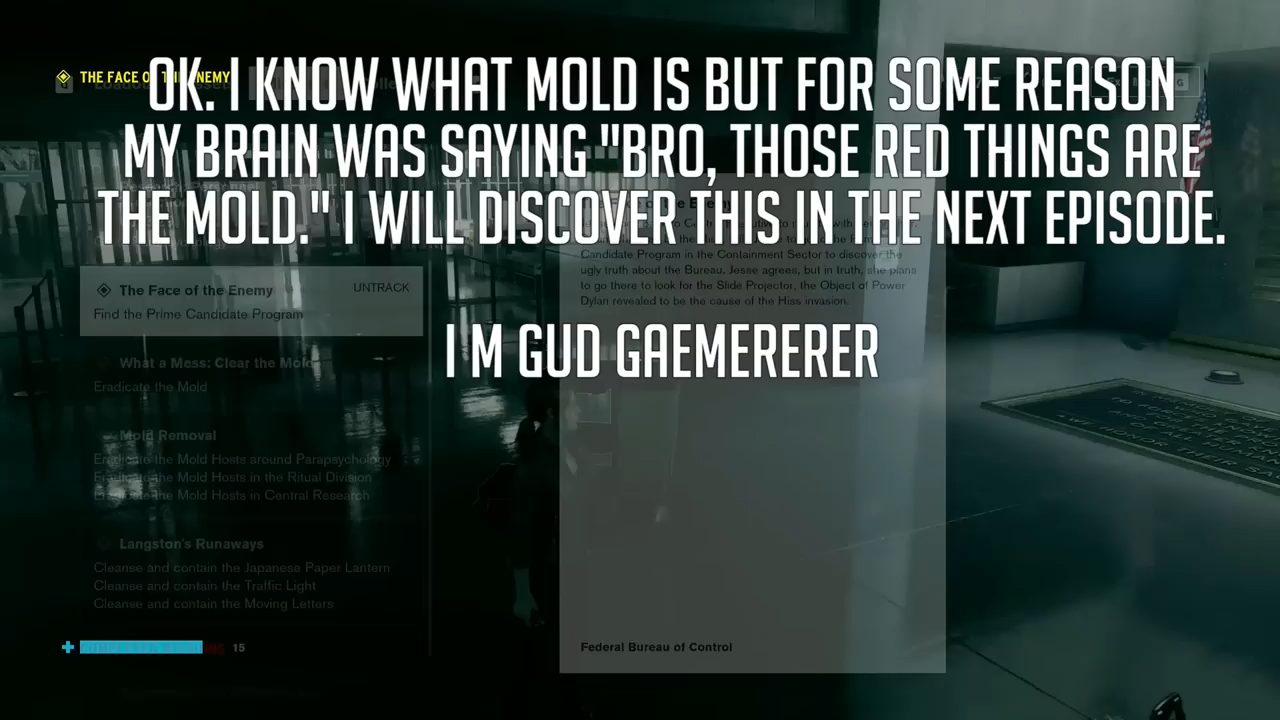 OK. I KNOW WHAT MOLD IS BUT FOR SOME REASON
MY BRAIN WAS SAYING "BRO, THOSE RED THINGS ARE
THE MOLD." I WILL DISCOVER THIS IN THE NEXT EPISODE.
I M GUD GAEMERERER
THE FACE OF THE ENEMY
The Face of the Enemy
UNTRACK
Find the Prime Candidate Program
What a Mess: Clear the Mold
Eradicate the Mold
Mold Removal
Eradicate the Mold Hosts around Parapsychology
Eradicate the Mold Hosts in the Ritual Division
Eradicate the Mold Hosts in Central Research
Langston's Runaways
Cleanse and contain the Japanese Paper Lantern
Cleanse and contain the Traffic Light
Cleanse and contain the Moving Letters
15
Candidate Program in the Containment Sector to discover the
ugly truth about the Bureau. Jesse agrees, but in truth, she plans
to go there to look for the Slide Projector, the Object of Power
Dylan revealed to be the cause of the Hiss invasion.
Federal Bureau of Control